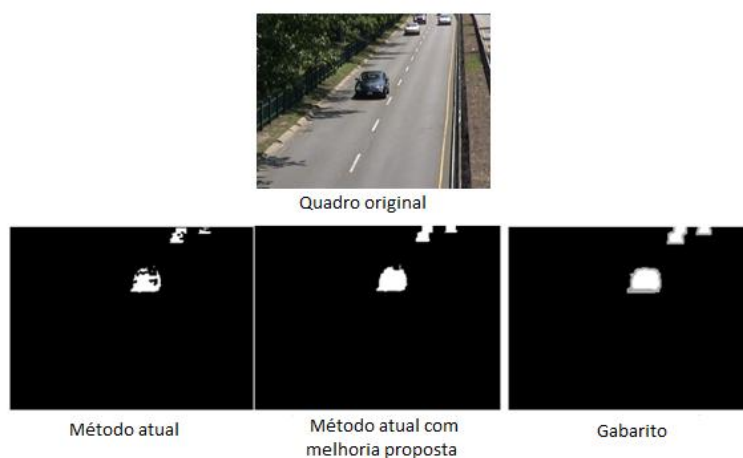 Quadro original
Método atual
Método atual com
melhoria proposta
Gabarito